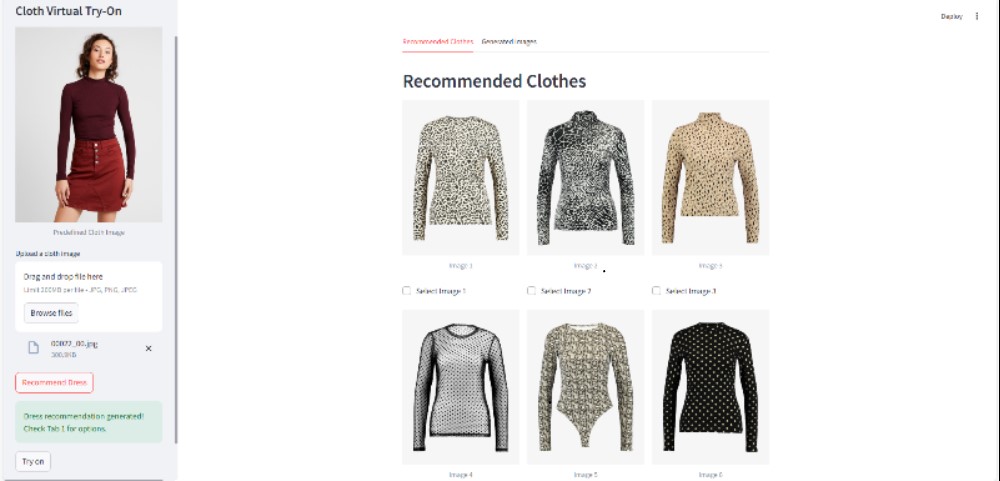 Cloth Virtual Try-On
Predefined Cloth Image
Upload a cloth image
Drag and drop file here
Limit 200MB per file • JPG, PNG, JPEG
Browse files
00022_00.jpg
Recommend Dress
Dress recommendation generated!
Check Tab 1 for options.
Try on
Deploy
Recommended Clothes
Generated Images
Recommended Clothes
Image 1
Image 2
Image 3
Select Image 1
Select Image 2
Select Image 3
Image 4
Image 5
Image 6